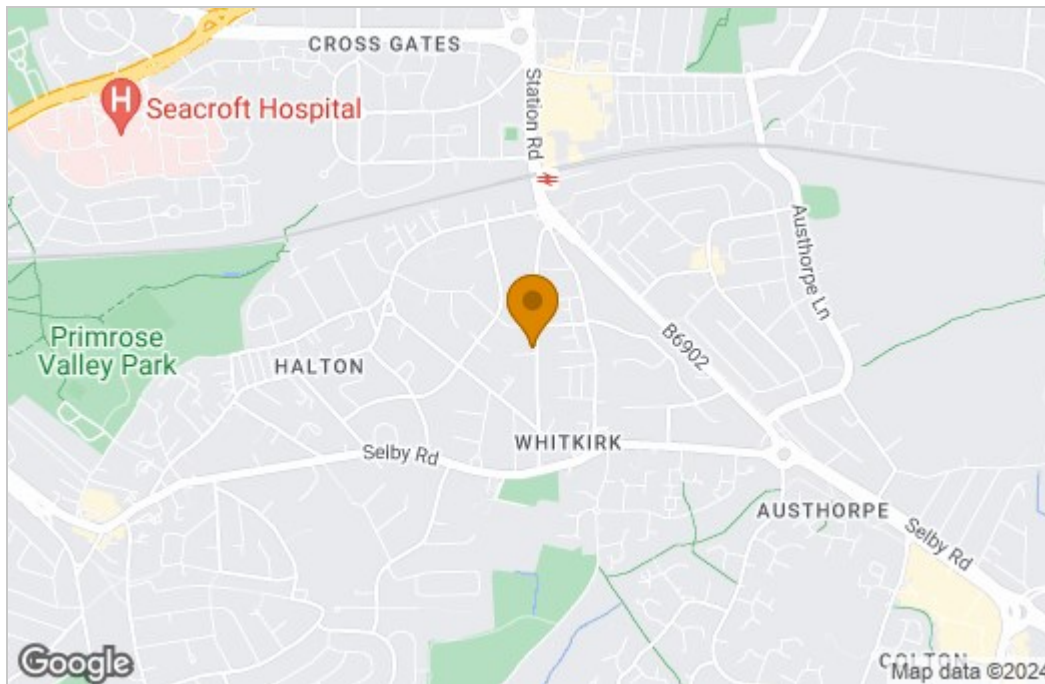 CROSS GATES
Station Rd
H
Seacroft Hospital
Austhorpe Ln
Primrose
Valley Park
HALTON
B6902
WHITKIRK
Selby Rd
AUSTHORPE
Selby Rd
COLTON
Google
Map data ©2024